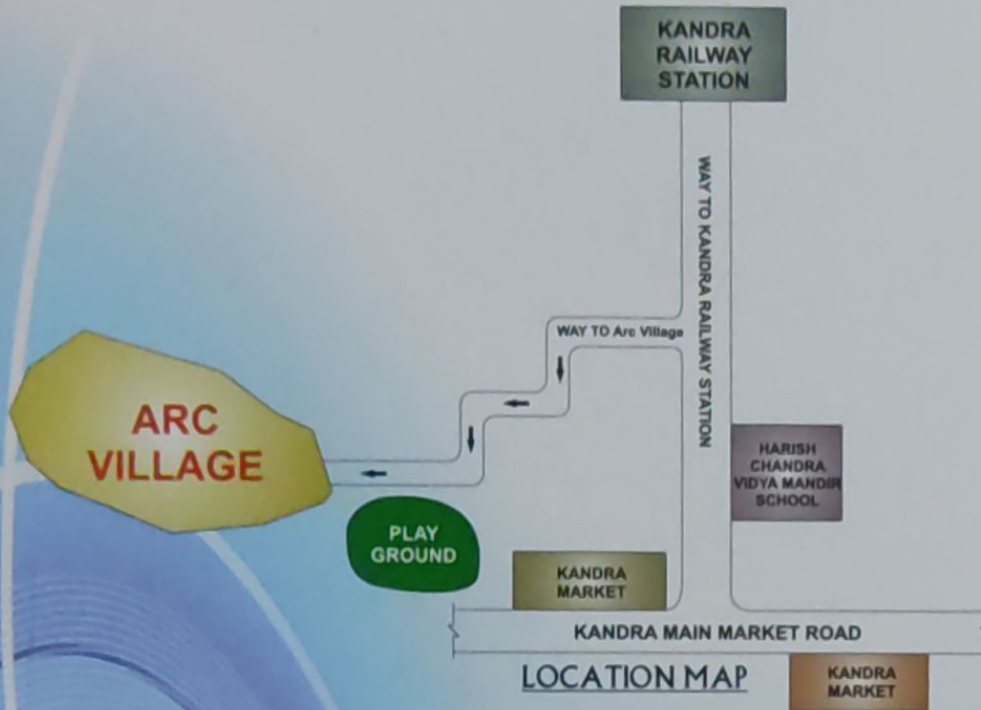 KANDRA
RAILWAY
STATION
WAY TO KANDRA RAILWAY STATION
WAY TO Arc Village
ARC
VILLAGE
HARISH
CHANDRA
VIDYA MANDIR
SCHOOL
PLAY
GROUND
KANDRA
MARKET
KANDRA MAIN MARKET ROAD
LOCATION MAP
KANDRA
MARKET